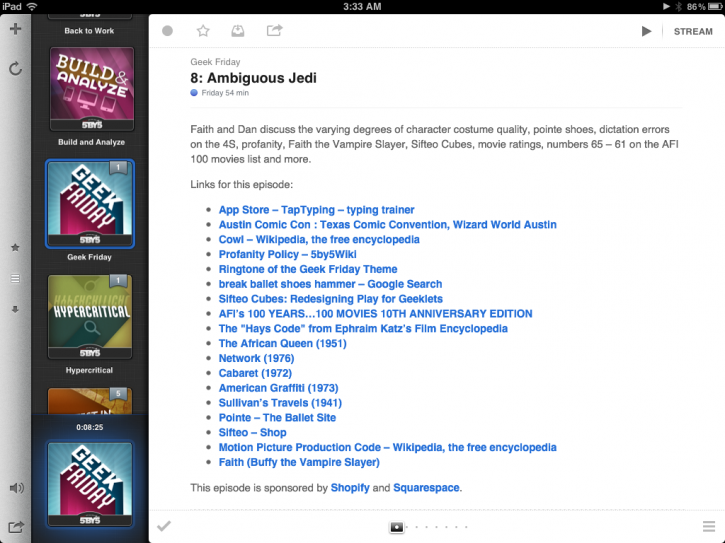 iPad
3:33 AM
86%
Back to Work
BUILD &
ANALYZE
5BY5
Build and Analyze
1
GEEK
FRIDAY
5BY5
Geek Friday
1
HYPERCRITICAL
HYPERCRITICAL
5BY5
Hypercritical
5
0:08:25
GEEK
FRIDAY
5BY5
STREAM
Geek Friday
8: Ambiguous Jedi
Friday 54 min
Faith and Dan discuss the varying degrees of character costume quality, pointe shoes, dictation errors
on the 4S, profanity, Faith the Vampire Slayer, Sifteo Cubes, movie ratings, numbers 65 – 61 on the AFI
100 movies list and more.
Links for this episode:
• App Store – TapTyping – typing trainer
• Austin Comic Con : Texas Comic Convention, Wizard World Austin
• Cowl – Wikipedia, the free encyclopedia
• Profanity Policy – 5by5Wiki
• Ringtone of the Geek Friday Theme
• break ballet shoes hammer – Google Search
• Sifteo Cubes: Redesigning Play for Geeklets
• AFI's 100 YEARS...100 MOVIES 10TH ANNIVERSARY EDITION
• The "Hays Code" from Ephraim Katz's Film Encyclopedia
• The African Queen (1951)
• Network (1976)
• Cabaret (1972)
• American Graffiti (1973)
• Sullivan's Travels (1941)
• Pointe – The Ballet Site
• Sifteo – Shop
• Motion Picture Production Code – Wikipedia, the free encyclopedia
• Faith (Buffy the Vampire Slayer)
This episode is sponsored by Shopify and Squarespace.